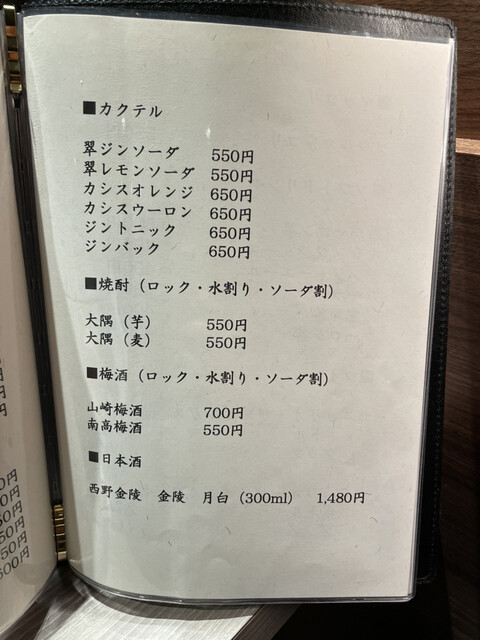 ■カクテル
翠ジンソーダ 550円
翠レモンソーダ 550円
カシスオレンジ 650円
カシスウーロン 650円
ジントニック 650円
ジンバック 650円
■焼酎（ロック・水割り・ソーダ割）
大隅（芋） 550円
大隅（麦） 550円
■梅酒（ロック・水割り・ソーダ割）
山崎梅酒 700円
南高梅酒 550円
■日本酒
西野金陵 金陵 月白（300ml） 1,480円